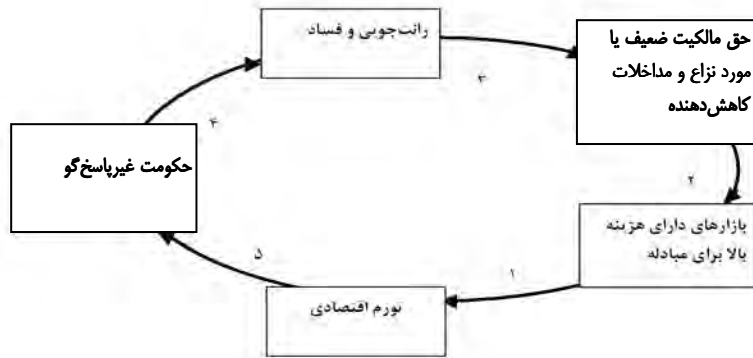 رانت‌جویی و فساد
حق مالکیت ضعیف یا
مورد نزاع و مداخلات
کاهش‌دهنده
۳
۴
حکومت غیرپاسخ‌گو
۲
بازارهای دارای هزینه
بالا برای مبادله
۵
۱
تورم اقتصادی